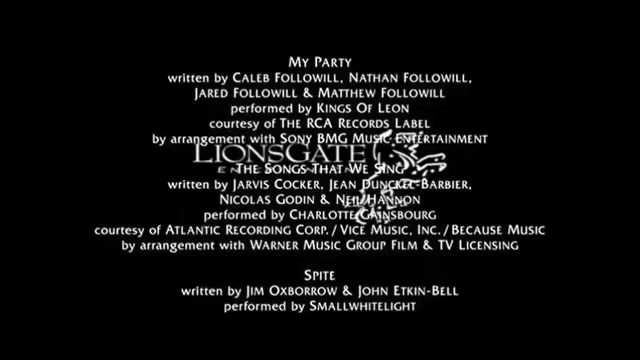 MY PARTY
written by CALEB FOLLOWILL, NATHAN FOLLOWILL,
JARED FOLLOWILL & MATTHEW FOLLOWILL
performed by KINGS OF LEON
courtesy of THE RCA RECORDS LABEL
by arrangement with SONY BMG MUSIC ENTERTAINMENT
LIONSGATE
ENTERTAINMENT
THE SONGS THAT WE SING
written by JARVIS COCKER, JEAN DUNCKEL-BARBIER,
NICOLAS GODIN & NEIL HANNON
performed by CHARLOTTE GAINSBOURG
courtesy of ATLANTIC RECORDING CORP. / VICE MUSIC, INC. / BECAUSE MUSIC
by arrangement with WARNER MUSIC GROUP FILM & TV LICENSING
SPITE
written by JIM OXBORROW & JOHN ETKIN-BELL
performed by SMALLWHITELIGHT